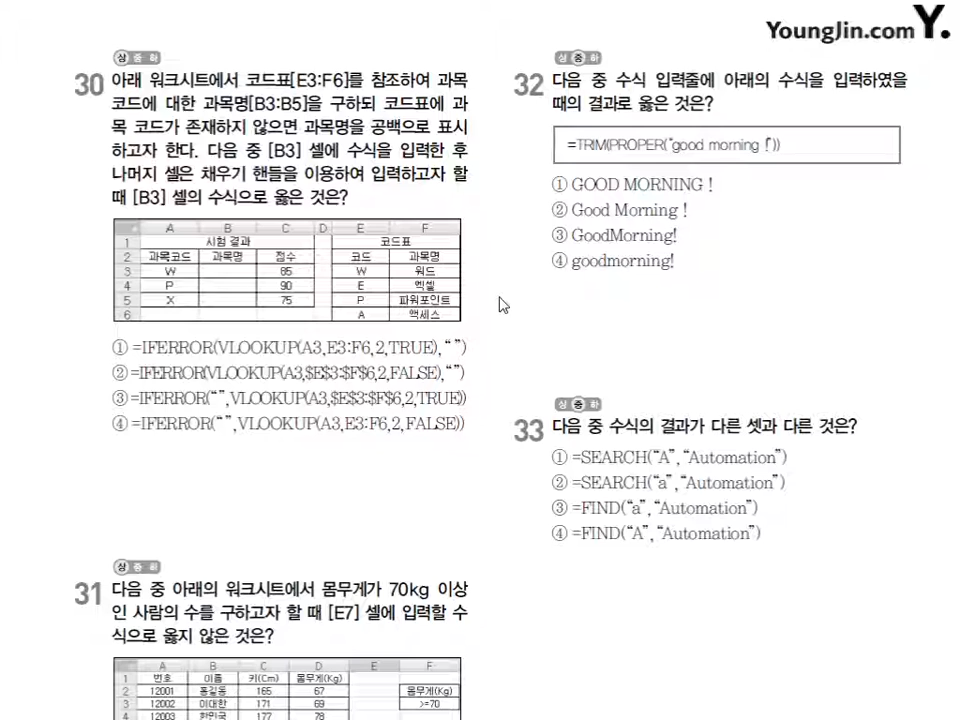 YoungJin.com Y.
상 중 하
30 아래 워크시트에서 코드표[E3:F6]를 참조하여 과목
코드에 대한 과목명[B3:B5]을 구하되 코드표에 과
목 코드가 존재하지 않으면 과목명을 공백으로 표시
하고자 한다. 다음 중 [B3] 셀에 수식을 입력한 후
나머지 셀은 채우기 핸들을 이용하여 입력하고자 할
때 [B3] 셀의 수식으로 옳은 것은?
A B C D E F
1 시험 결과 코드표
2 과목코드 과목명 점수 코드 과목명
3 W 85 W 워드
4 P 90 E 엑셀
5 X 75 P 파워포인트
6 A 액세스
① =IFERROR(VLOOKUP(A3,E3:F6,2,TRUE),“ ”)
② =IFERROR(VLOOKUP(A3,$E$3:$F$6,2,FALSE),“ ”)
③ =IFERROR(“ ”,VLOOKUP(A3,$E$3:$F$6,2,TRUE))
④ =IFERROR(“ ”,VLOOKUP(A3,E3:F6,2,FALSE))
상 중 하
31 다음 중 아래의 워크시트에서 몸무게가 70kg 이상
인 사람의 수를 구하고자 할 때 [E7] 셀에 입력할 수
식으로 옳지 않은 것은?
A B C D E F
1 번호 이름 키(Cm) 몸무게(Kg)
2 12001 홍길동 165 67 몸무게(Kg)
3 12002 이대한 171 69 >=70
4 12003 한민국 177 78
상 중 하
32 다음 중 수식 입력줄에 아래의 수식을 입력하였을
때의 결과로 옳은 것은?
=TRIM(PROPER(“good morning !”))
① GOOD MORNING !
② Good Morning !
③ GoodMorning!
④ goodmorning!
상 중 하
33 다음 중 수식의 결과가 다른 셋과 다른 것은?
① =SEARCH(“A”,“Automation”)
② =SEARCH(“a”,“Automation”)
③ =FIND(“a”,“Automation”)
④ =FIND(“A”,“Automation”)